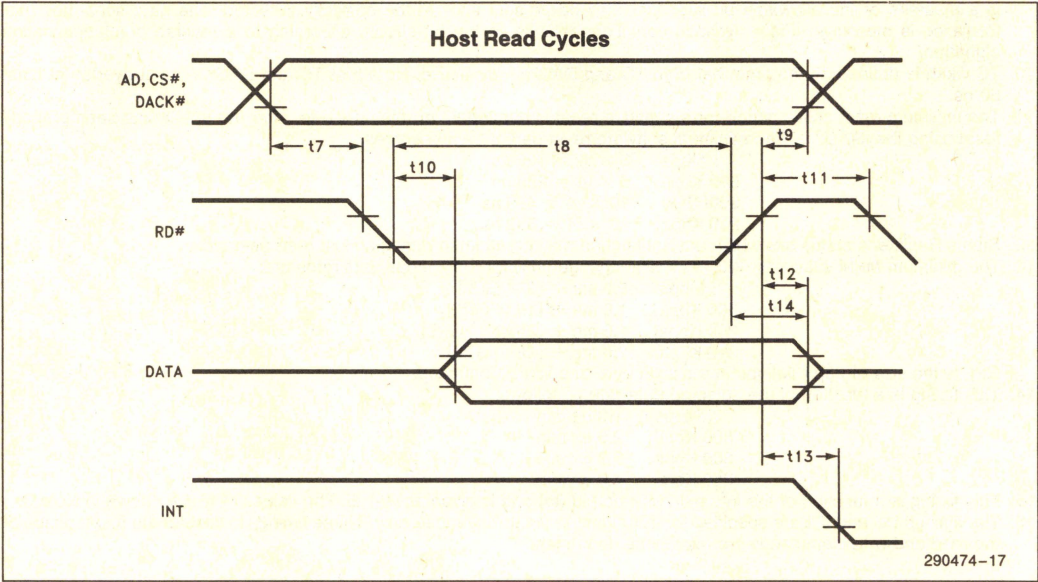 Host Read Cycles
AD, CS#,
DACK#
t7
t8
t9
t10
t11
RD#
t12
t14
DATA
t13
INT
290474-17